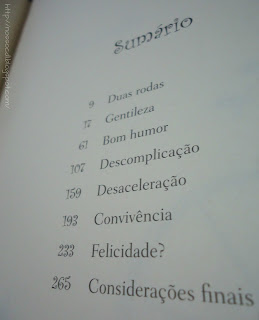 Sumário
9 Duas rodas
17 Gentileza
61 Bom humor
107 Descomplicação
159 Desaceleração
193 Convivência
233 Felicidade?
265 Considerações finais